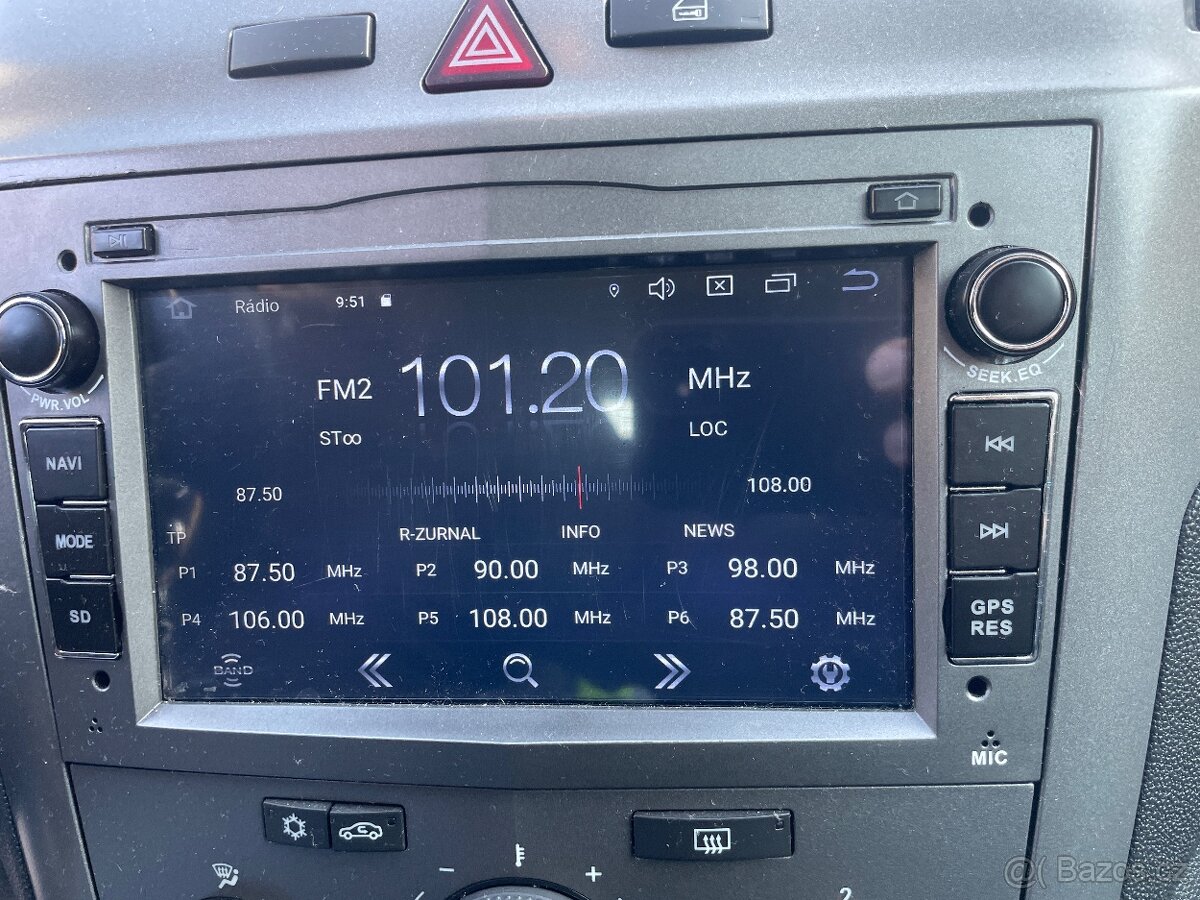 Rádio 9:51
FM2 101.20 MHz
ST∞ LOC
87.50 108.00
TP R-ZURNAL INFO NEWS
P1 87.50 MHz P2 90.00 MHz P3 98.00 MHz
P4 106.00 MHz P5 108.00 MHz P6 87.50 MHz
BAND
PWR.VOL
NAVI
MODE
SD
SEEK.EQ
GPS
RES
MIC
- +
2
Bazos.cz